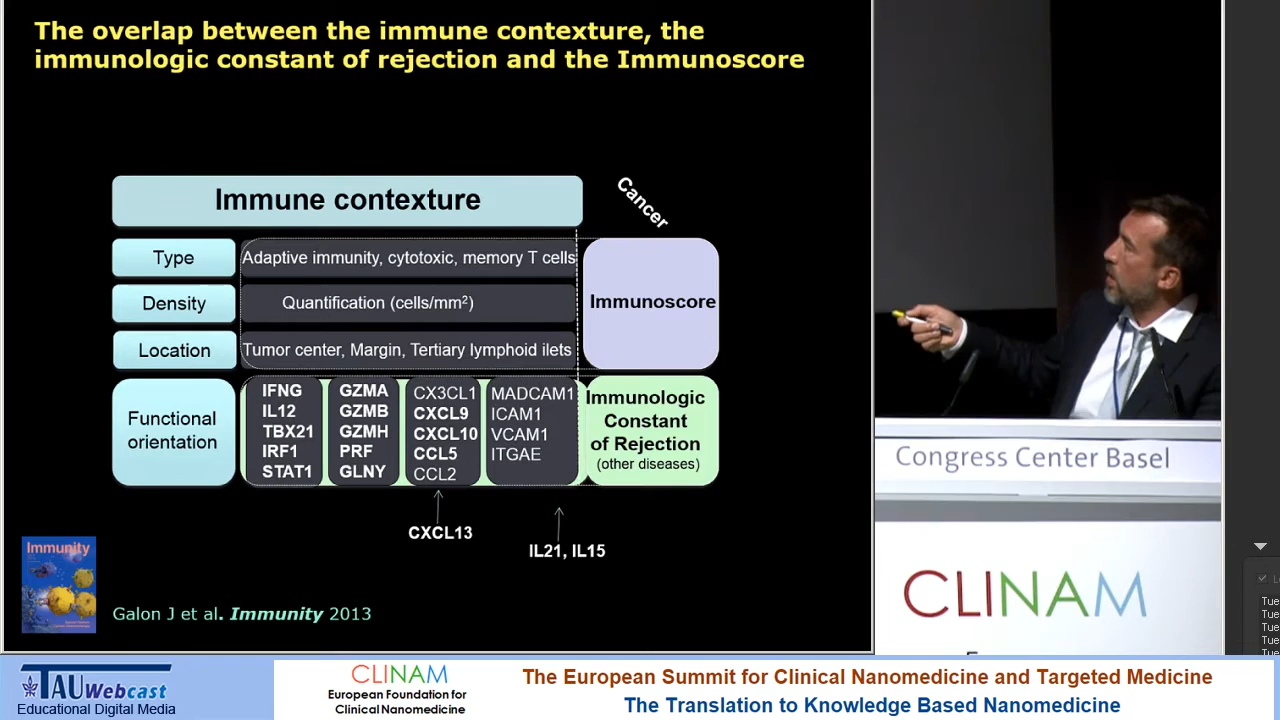 The overlap between the immune contexture, the
immunologic constant of rejection and the Immunoscore
Immune contexture
Cancer
Type
Adaptive immunity, cytotoxic, memory T cells
Density
Quantification (cells/mm²)
Location
Tumor center, Margin, Tertiary lymphoid ilets
Immunoscore
Functional
orientation
IFNG
IL12
TBX21
IRF1
STAT1
GZMA
GZMB
GZMH
PRF
GLNY
CX3CL1
CXCL9
CXCL10
CCL5
CCL2
MADCAM1
ICAM1
VCAM1
ITGAE
Immunologic
Constant
of Rejection
(other diseases)
CXCL13
IL21, IL15
Immunity
Galon J et al. Immunity 2013
Congress Center Basel
CLINAM
Tue
Tue
Tue
Tue
Tue
TAUWebcast
Educational Digital Media
CLINAM
European Foundation for
Clinical Nanomedicine
The European Summit for Clinical Nanomedicine and Targeted Medicine
The Translation to Knowledge Based Nanomedicine